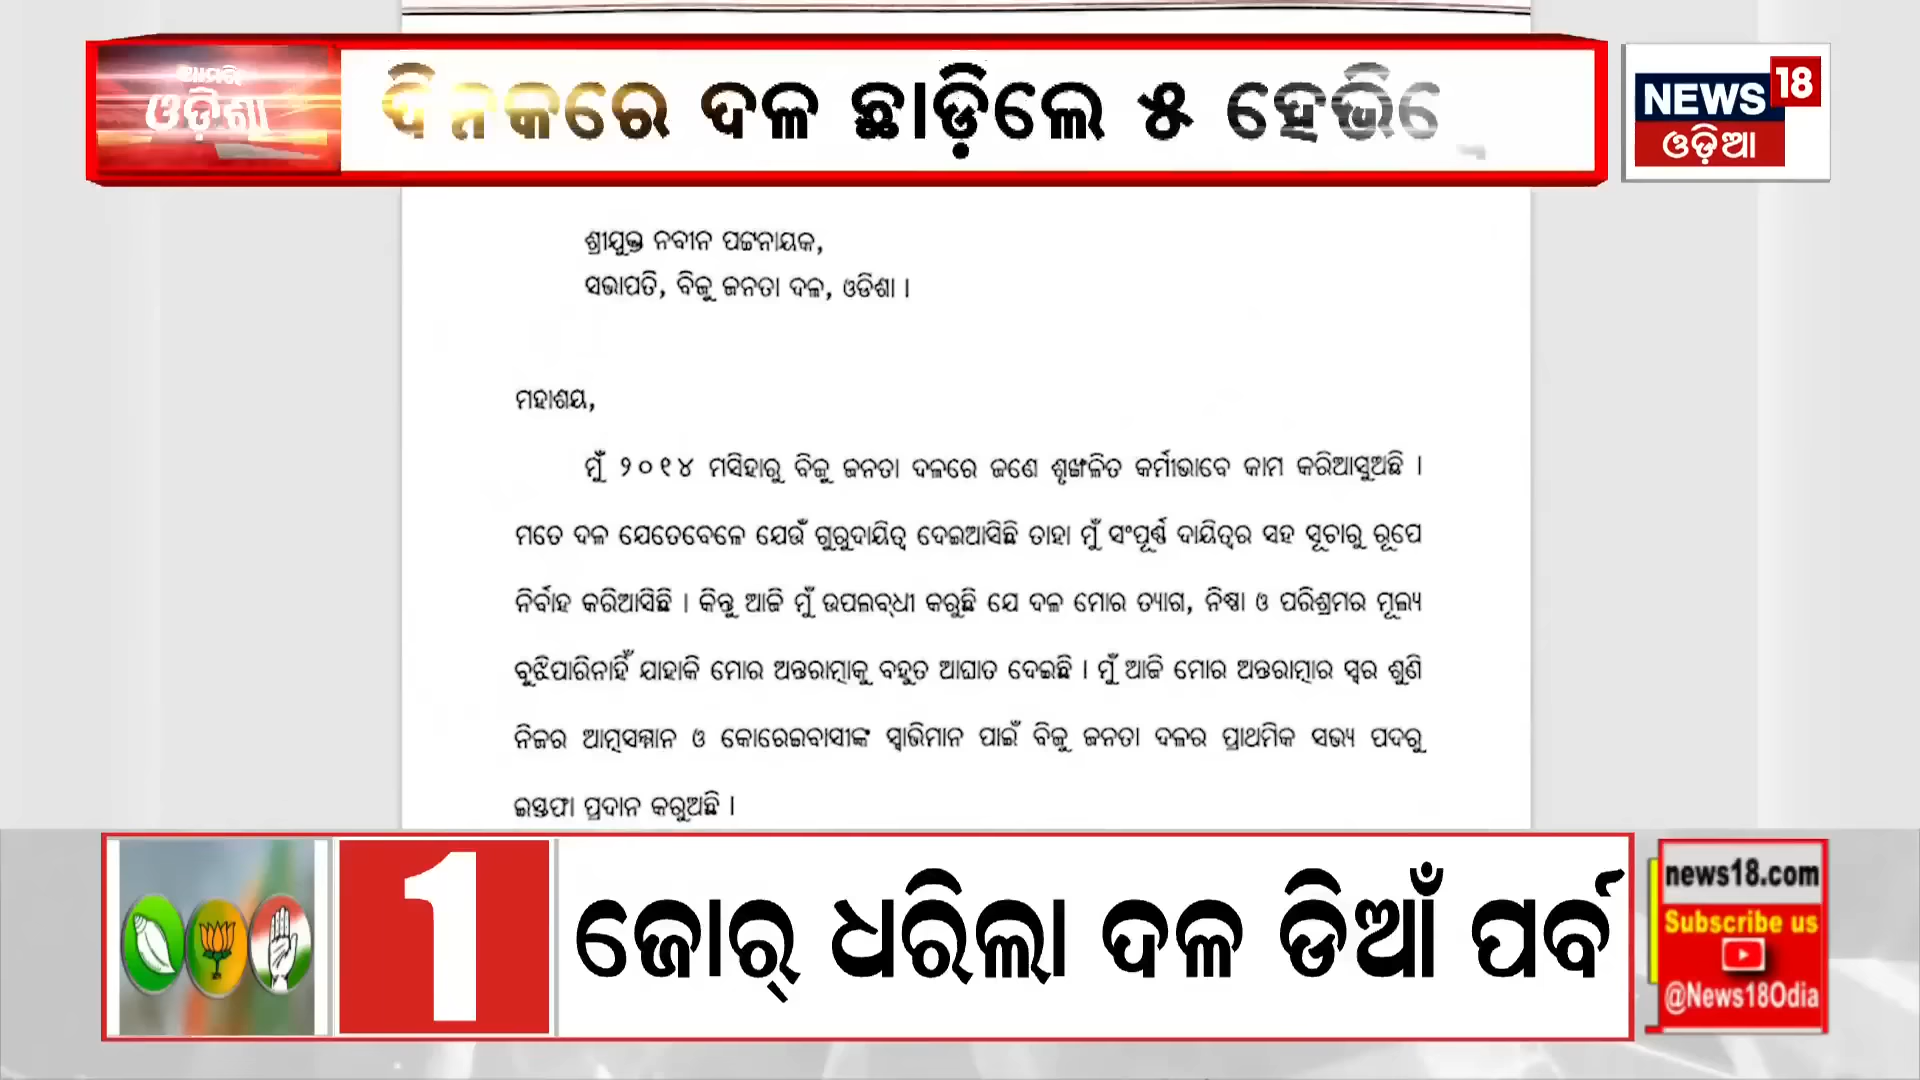 ଆମରି
ଓଡ଼ିଶା
ଦିନକରେ ଦଳ ଛାଡ଼ିଲେ ୫
NEWS 18
ଓଡ଼ିଆ
ଶ୍ରୀଯୁକ୍ତ ନବୀନ ପଟ୍ଟନାୟକ,
ସଭାପତି, ବିଜୁ ଜନତା ଦଳ, ଓଡିଶା ।
ମହାଶୟ,
ମୁଁ ୨୦୧୪ ମସିହାରୁ ବିଜୁ ଜନତା ଦଳରେ ଜଣେ ଶୃଙ୍ଖଳିତ କର୍ମୀଭାବେ କାମ କରିଆସୁଅଛି ।
ମତେ ଦଳ ଯେତେବେଳେ ଯେଉଁ ଗୁରୁଦାୟିତ୍ୱ ଦେଇଆସିଛି ତାହା ମୁଁ ସଂପୂର୍ଣ୍ଣ ଦାୟିତ୍ୱର ସହ ସୂଚାରୁ ରୂପେ
ନିର୍ବାହ କରିଆସିଛି । କିନ୍ତୁ ଆଜି ମୁଁ ଉପଲବ୍ଧୀ କରୁଛି ଯେ ଦଳ ମୋର ତ୍ୟାଗ, ନିଷ୍ଠା ଓ ପରିଶ୍ରମର ମୂଲ୍ୟ
ବୁଝିପାରିନାହିଁ ଯାହାକି ମୋର ଅନ୍ତରାତ୍ମାକୁ ବହୁତ ଆଘାତ ଦେଇଛି । ମୁଁ ଆଜି ମୋର ଅନ୍ତରାତ୍ମାର ସ୍ୱର ଶୁଣି
ନିଜର ଆତ୍ମସମ୍ମାନ ଓ କୋରେଇବାସୀଙ୍କ ସ୍ୱାଭିମାନ ପାଇଁ ବିଜୁ ଜନତା ଦଳର ପ୍ରାଥମିକ ସଭ୍ୟ ପଦରୁ
ଇସ୍ତଫା ପ୍ରଦାନ କରୁଅଛି ।
1
ଜୋର୍ ଧରିଲା ଦଳ ଡିଆଁ ପର୍ବ
news18.com
Subscribe us
@News18Odia